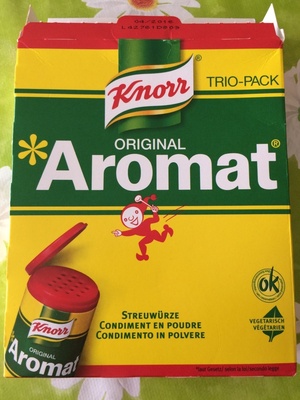 Knorr
TRIO-PACK
ORIGINAL
*Aromat®
ok
VEGETARISCH
VÉGÉTARIEN
STREUWÜRZE
CONDIMENT EN POUDRE
CONDIMENTO IN POLVERE
Knorr
ORIGINAL
Aromat